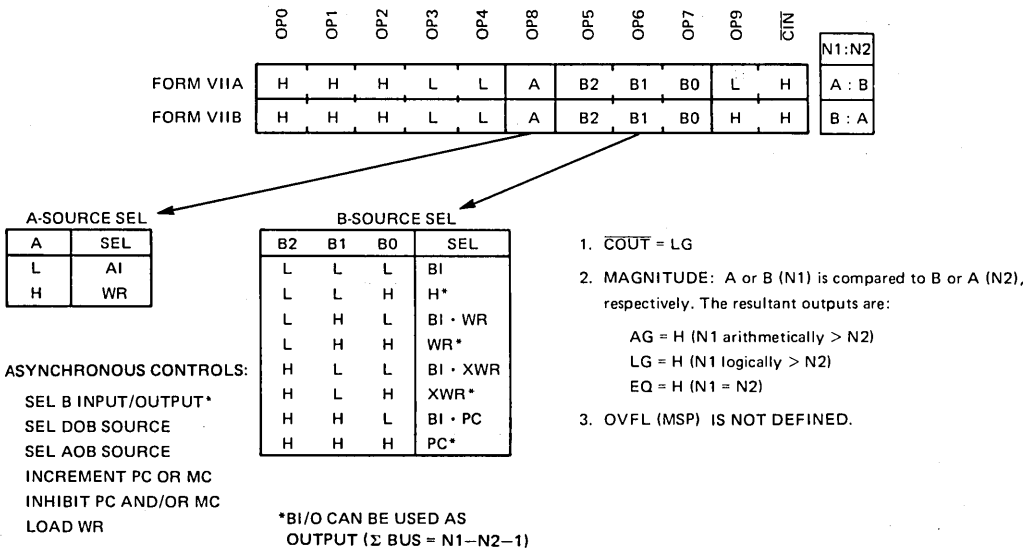 OP0 OP1 OP2 OP3 OP4 OP8 OP5 OP6 OP7 OP9 C̅I̅N̅
N1:N2
FORM VIIA H H H L L A B2 B1 B0 L H A : B
FORM VIIB H H H L L A B2 B1 B0 H H B : A
A-SOURCE SEL
A SEL
L AI
H WR
B-SOURCE SEL
B2 B1 B0 SEL
L L L BI
L L H H*
L H L BI · WR
L H H WR*
H L L BI · XWR
H L H XWR*
H H L BI · PC
H H H PC*
1. C̅O̅U̅T̅ = LG
2. MAGNITUDE: A or B (N1) is compared to B or A (N2),
respectively. The resultant outputs are:
AG = H (N1 arithmetically > N2)
LG = H (N1 logically > N2)
EQ = H (N1 = N2)
3. OVFL (MSP) IS NOT DEFINED.
ASYNCHRONOUS CONTROLS:
SEL B INPUT/OUTPUT*
SEL DOB SOURCE
SEL AOB SOURCE
INCREMENT PC OR MC
INHIBIT PC AND/OR MC
LOAD WR
*BI/O CAN BE USED AS
OUTPUT (Σ BUS = N1−N2−1)